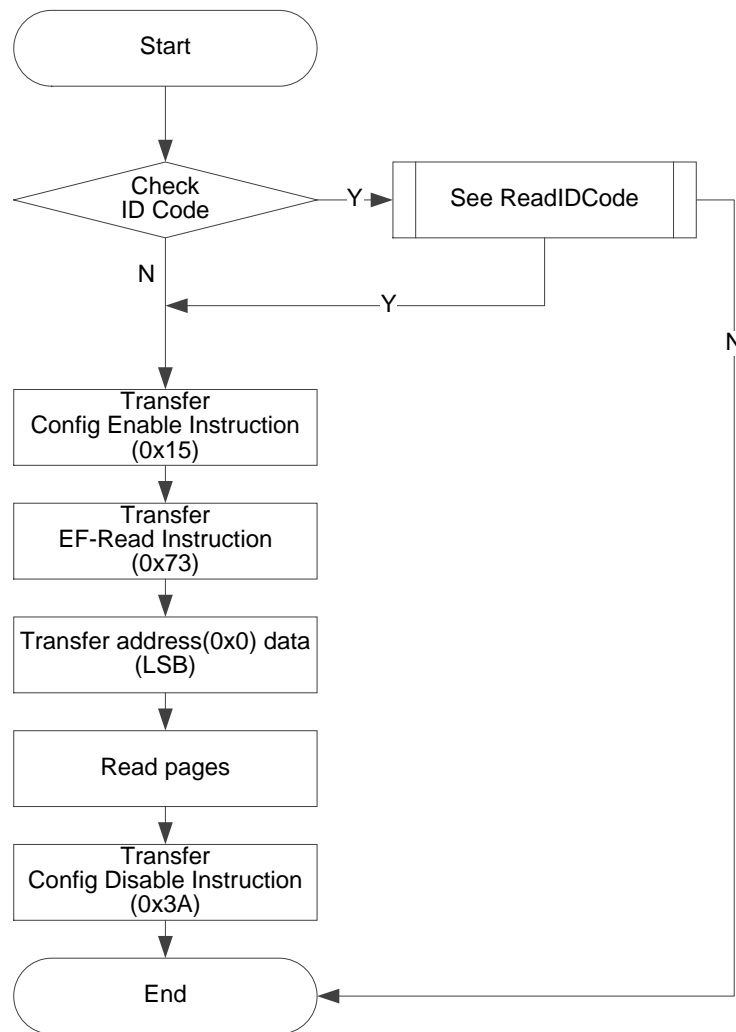 Start
Check
ID Code
Y
See ReadIDCode
N
Y
N
Transfer
Config Enable Instruction
(0x15)
Transfer
EF-Read Instruction
(0x73)
Transfer address(0x0) data
(LSB)
Read pages
Transfer
Config Disable Instruction
(0x3A)
End